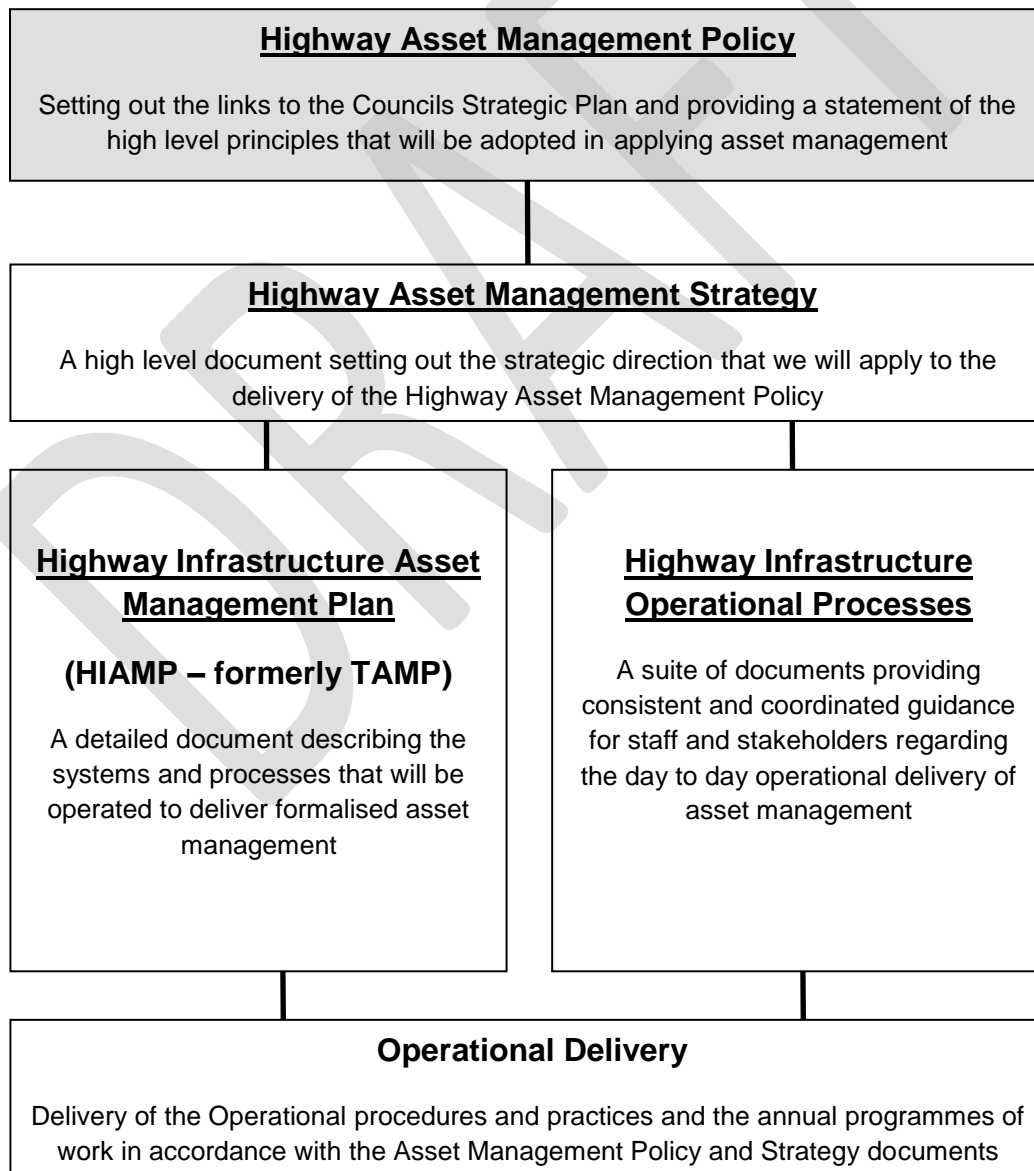 Highway Asset Management Policy
Setting out the links to the Councils Strategic Plan and providing a statement of the
high level principles that will be adopted in applying asset management
Highway Asset Management Strategy
A high level document setting out the strategic direction that we will apply to the
delivery of the Highway Asset Management Policy
Highway Infrastructure Asset
Management Plan
(HIAMP – formerly TAMP)
A detailed document describing the
systems and processes that will be
operated to deliver formalised asset
management
Highway Infrastructure
Operational Processes
A suite of documents providing
consistent and coordinated guidance
for staff and stakeholders regarding
the day to day operational delivery of
asset management
Operational Delivery
Delivery of the Operational procedures and practices and the annual programmes of
work in accordance with the Asset Management Policy and Strategy documents
DRAFT